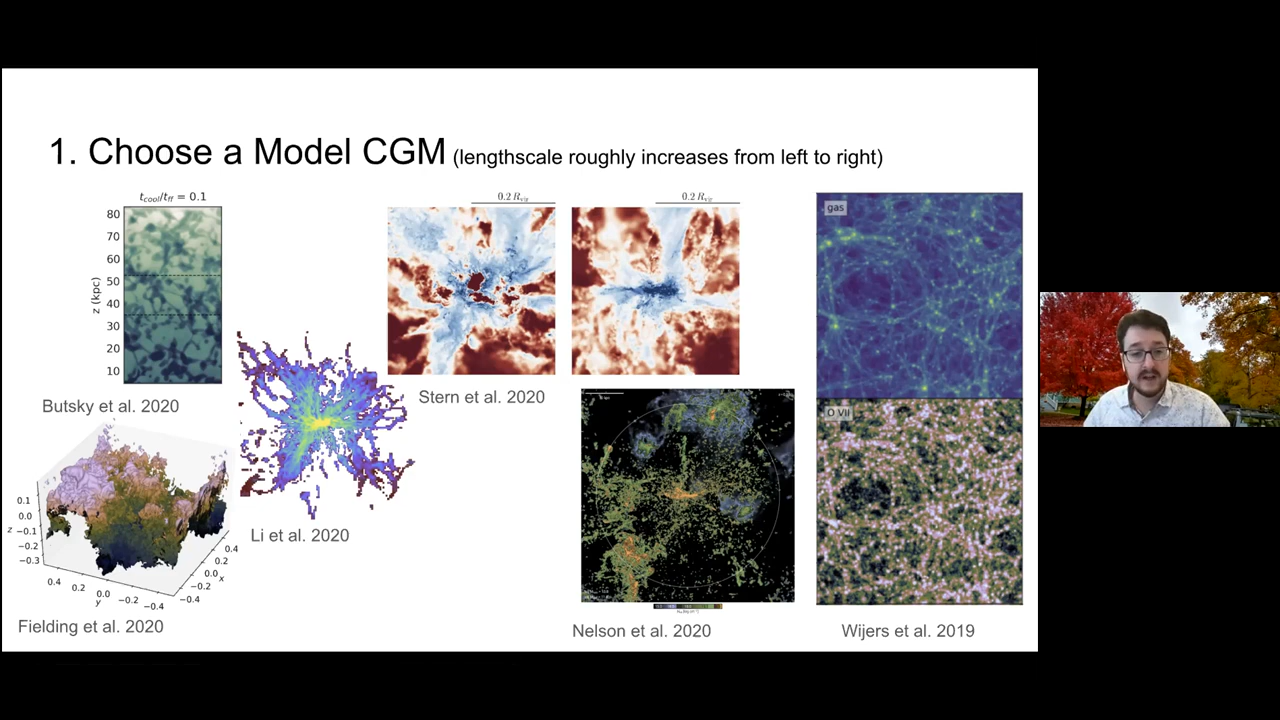 1. Choose a Model CGM (lengthscale roughly increases from left to right)
t_cool/t_ff = 0.1
80
70
60
50
40
30
20
10
z (kpc)
Butsky et al. 2020
0.2 R_vir
0.2 R_vir
Stern et al. 2020
gas
O VII
Li et al. 2020
0.1
0.0
−0.1
−0.2
−0.3
z
0.4
0.2
0.0
−0.2
−0.4
y
0.4
0.2
0.0
−0.2
−0.4
x
Fielding et al. 2020
Nelson et al. 2020
Wijers et al. 2019